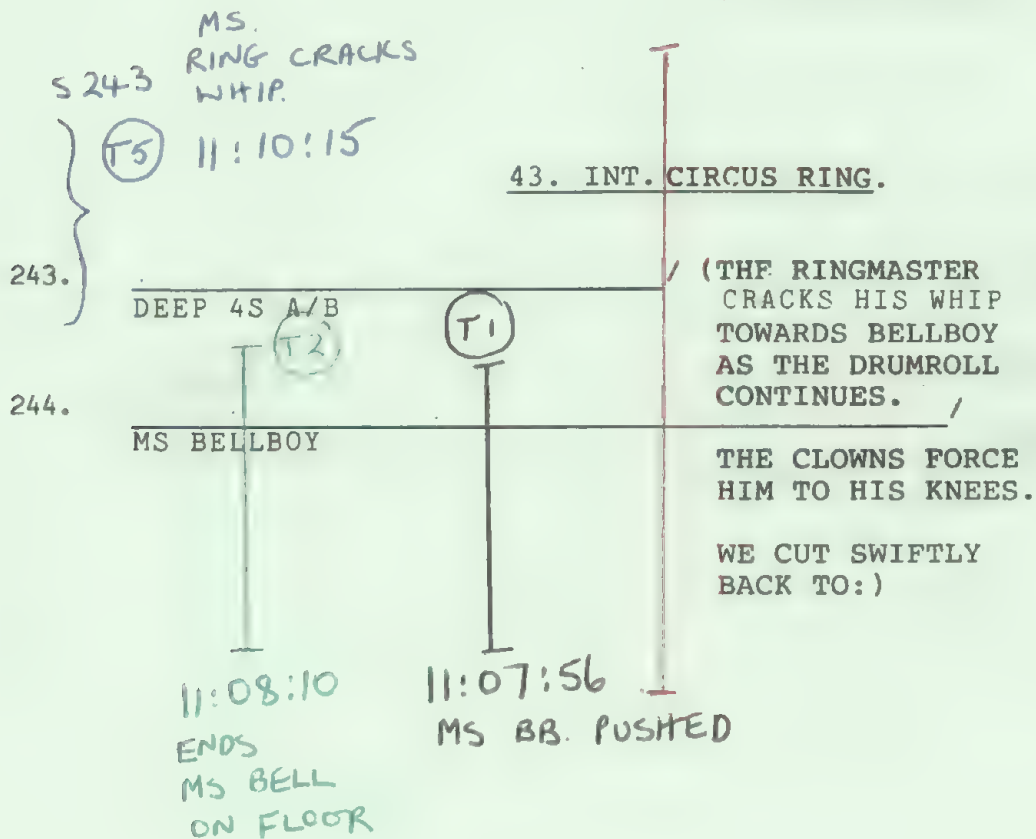 MS.
RING CRACKS
S 243 WHIP.
T5 11:10:15
43. INT. CIRCUS RING.
243.
DEEP 4S A/B
T2
T1
/ (THE RINGMASTER
CRACKS HIS WHIP
TOWARDS BELLBOY
AS THE DRUMROLL
CONTINUES. /
244.
MS BELLBOY
THE CLOWNS FORCE
HIM TO HIS KNEES.
WE CUT SWIFTLY
BACK TO:)
11:08:10
ENDS
MS BELL
ON FLOOR
11:07:56
MS BB. PUSHED